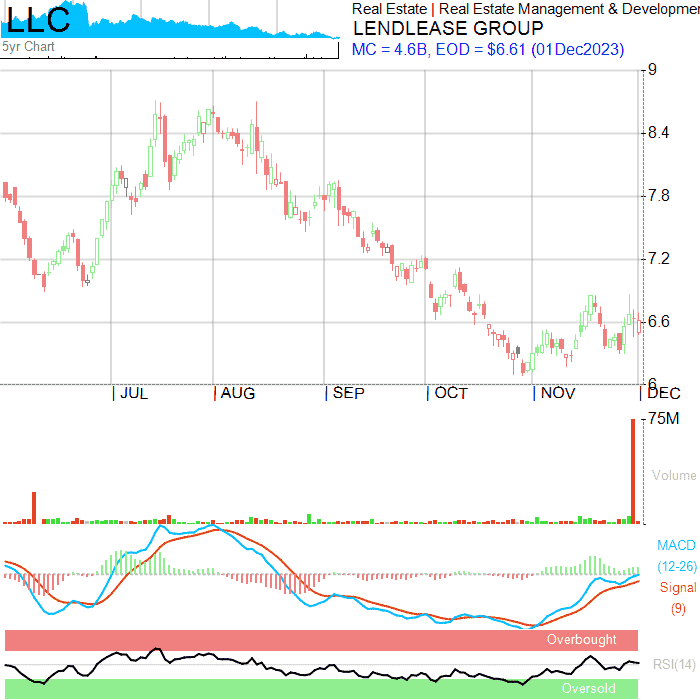 LLC
5yr Chart
Real Estate | Real Estate Management & Developmen
LENDLEASE GROUP
MC = 4.6B, EOD = $6.61 (01Dec2023)
9
8.4
7.8
7.2
6.6
6
JUL AUG SEP OCT NOV DEC
75M
Volume
MACD
(12-26)
Signal
(9)
Overbought
RSI(14)
Oversold